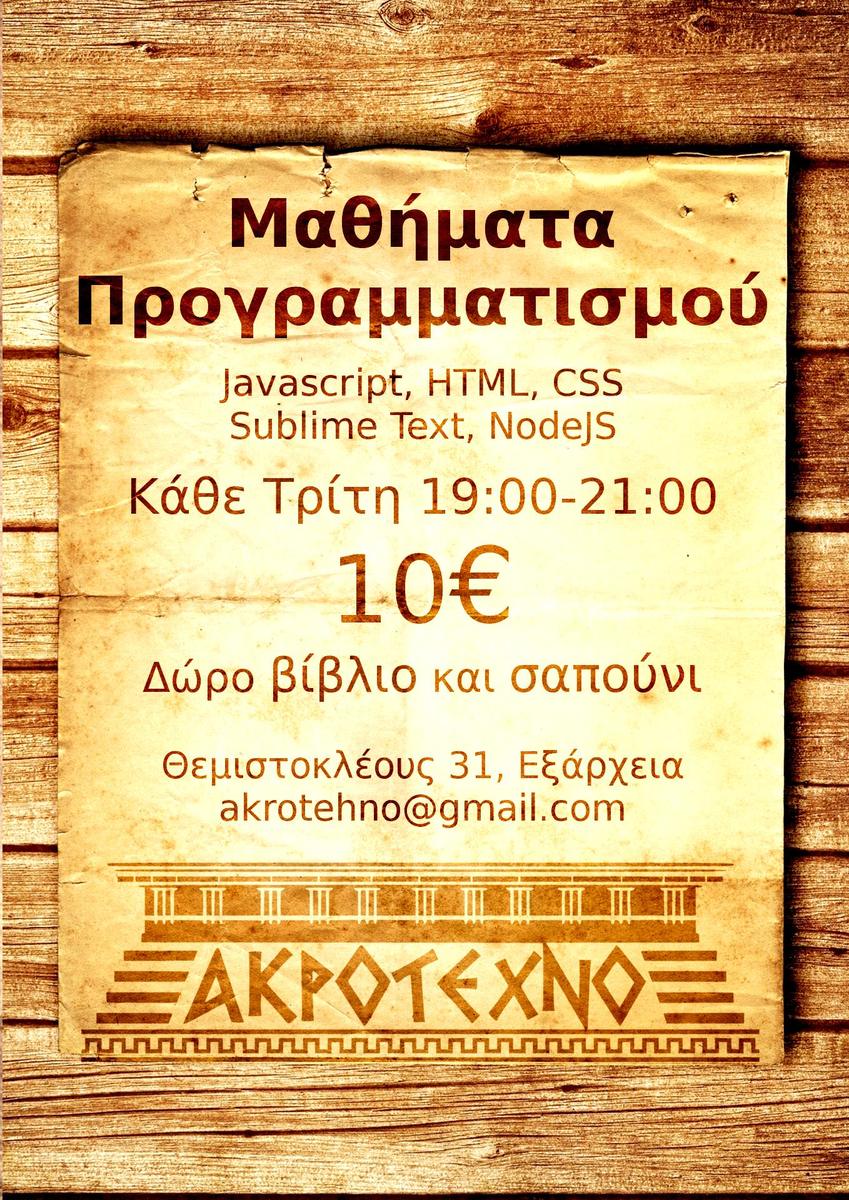 Μαθήματα
Προγραμματισμού
Javascript, HTML, CSS
Sublime Text, NodeJS
Κάθε Τρίτη 19:00-21:00
10€
Δώρο βίβλιο και σαπούνι
Θεμιστοκλέους 31, Εξάρχεια
akrotehno@gmail.com
ΑΚΡΟΤΕΧΝΟ